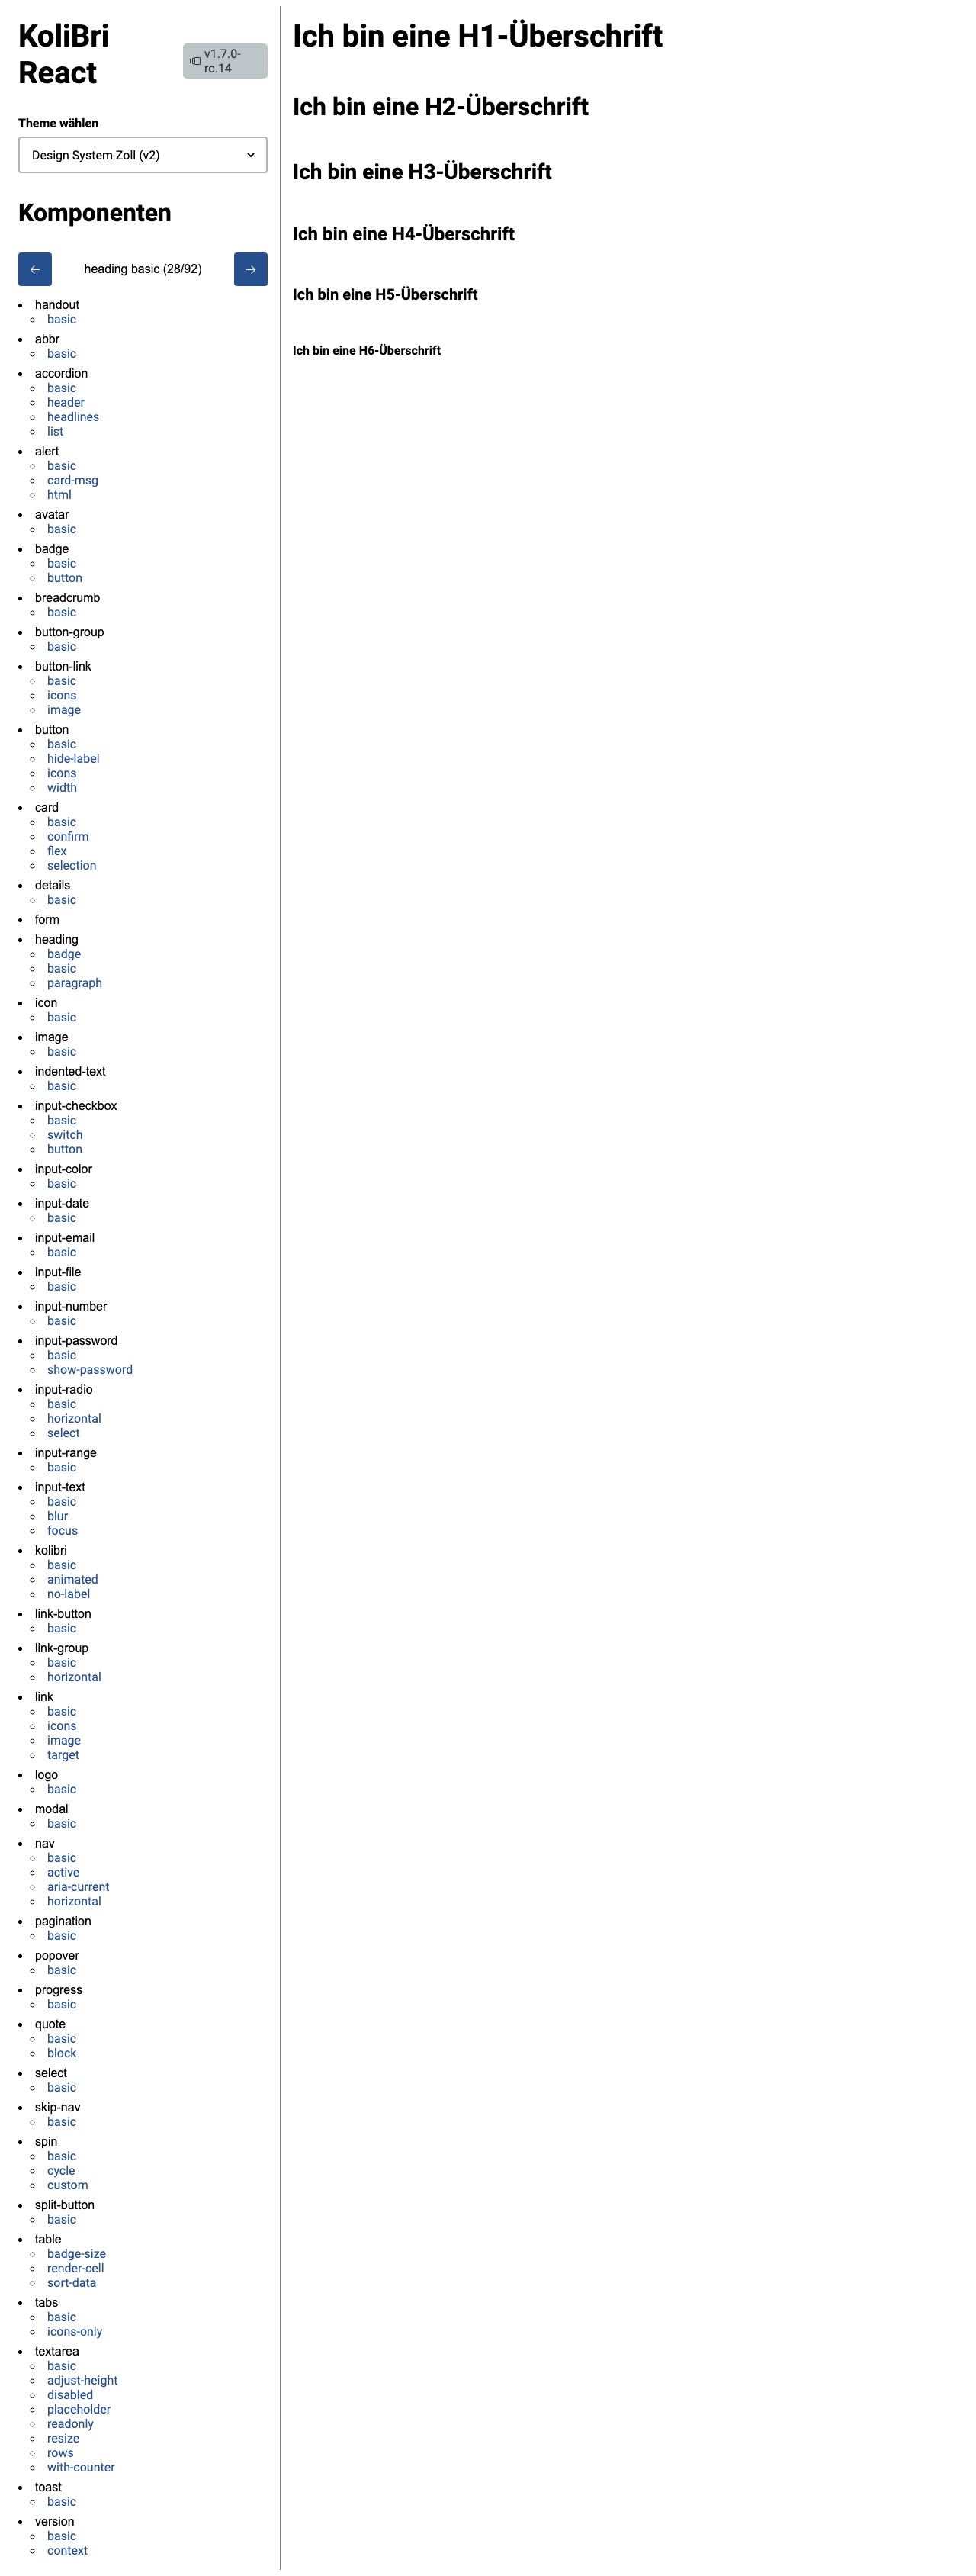 KoliBri
React
v1.7.0-
rc.14
Theme wählen
Design System Zoll (v2)
Komponenten
heading basic (28/92)
handout
basic
abbr
basic
accordion
basic
header
headlines
list
alert
basic
card-msg
html
avatar
basic
badge
basic
button
breadcrumb
basic
button-group
basic
button-link
basic
icons
image
button
basic
hide-label
icons
width
card
basic
confirm
flex
selection
details
basic
form
heading
badge
basic
paragraph
icon
basic
image
basic
indented-text
basic
input-checkbox
basic
switch
button
input-color
basic
input-date
basic
input-email
basic
input-file
basic
input-number
basic
input-password
basic
show-password
input-radio
basic
horizontal
select
input-range
basic
input-text
basic
blur
focus
kolibri
basic
animated
no-label
link-button
basic
link-group
basic
horizontal
link
basic
icons
image
target
logo
basic
modal
basic
nav
basic
active
aria-current
horizontal
pagination
basic
popover
basic
progress
basic
quote
basic
block
select
basic
skip-nav
basic
spin
basic
cycle
custom
split-button
basic
table
badge-size
render-cell
sort-data
tabs
basic
icons-only
textarea
basic
adjust-height
disabled
placeholder
readonly
resize
rows
with-counter
toast
basic
version
basic
context
Ich bin eine H1-Überschrift
Ich bin eine H2-Überschrift
Ich bin eine H3-Überschrift
Ich bin eine H4-Überschrift
Ich bin eine H5-Überschrift
Ich bin eine H6-Überschrift